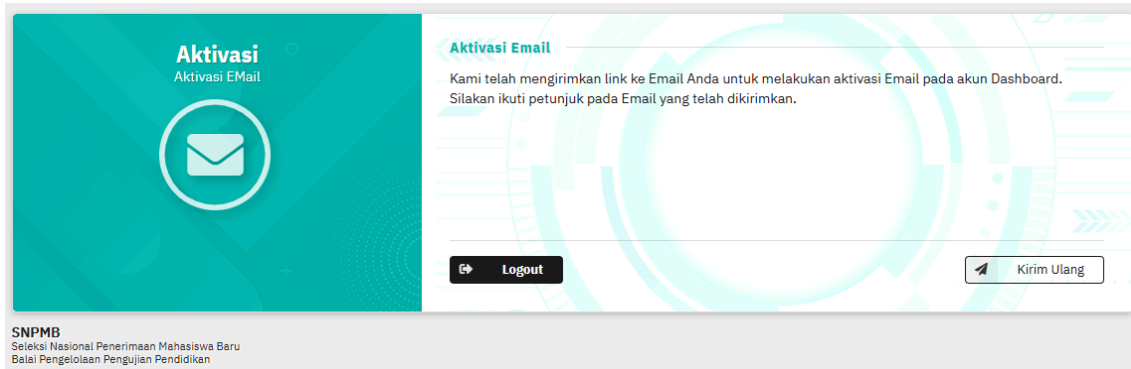 Aktivasi
Aktivasi EMail
Aktivasi Email
Kami telah mengirimkan link ke Email Anda untuk melakukan aktivasi Email pada akun Dashboard.
Silakan ikuti petunjuk pada Email yang telah dikirimkan.
Logout
Kirim Ulang
SNPMB
Seleksi Nasional Penerimaan Mahasiswa Baru
Balai Pengelolaan Pengujian Pendidikan